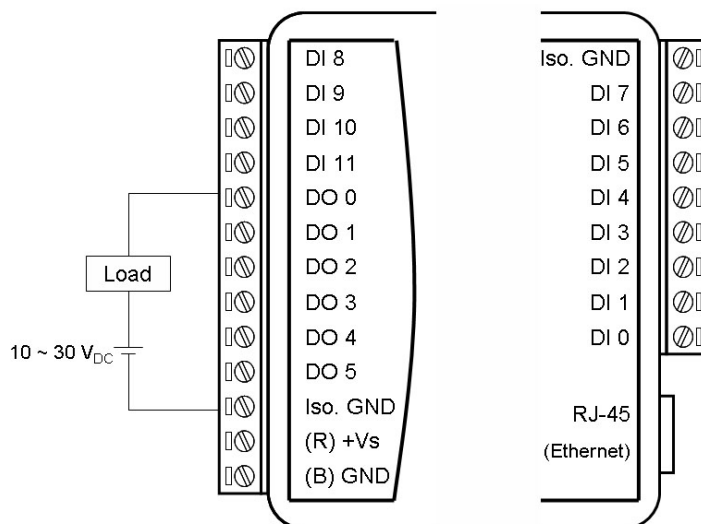 DI 8
DI 9
DI 10
DI 11
DO 0
DO 1
DO 2
DO 3
DO 4
DO 5
Iso. GND
(R) +Vs
(B) GND
Load
10 ~ 30 VDC
Iso. GND
DI 7
DI 6
DI 5
DI 4
DI 3
DI 2
DI 1
DI 0
RJ-45
(Ethernet)